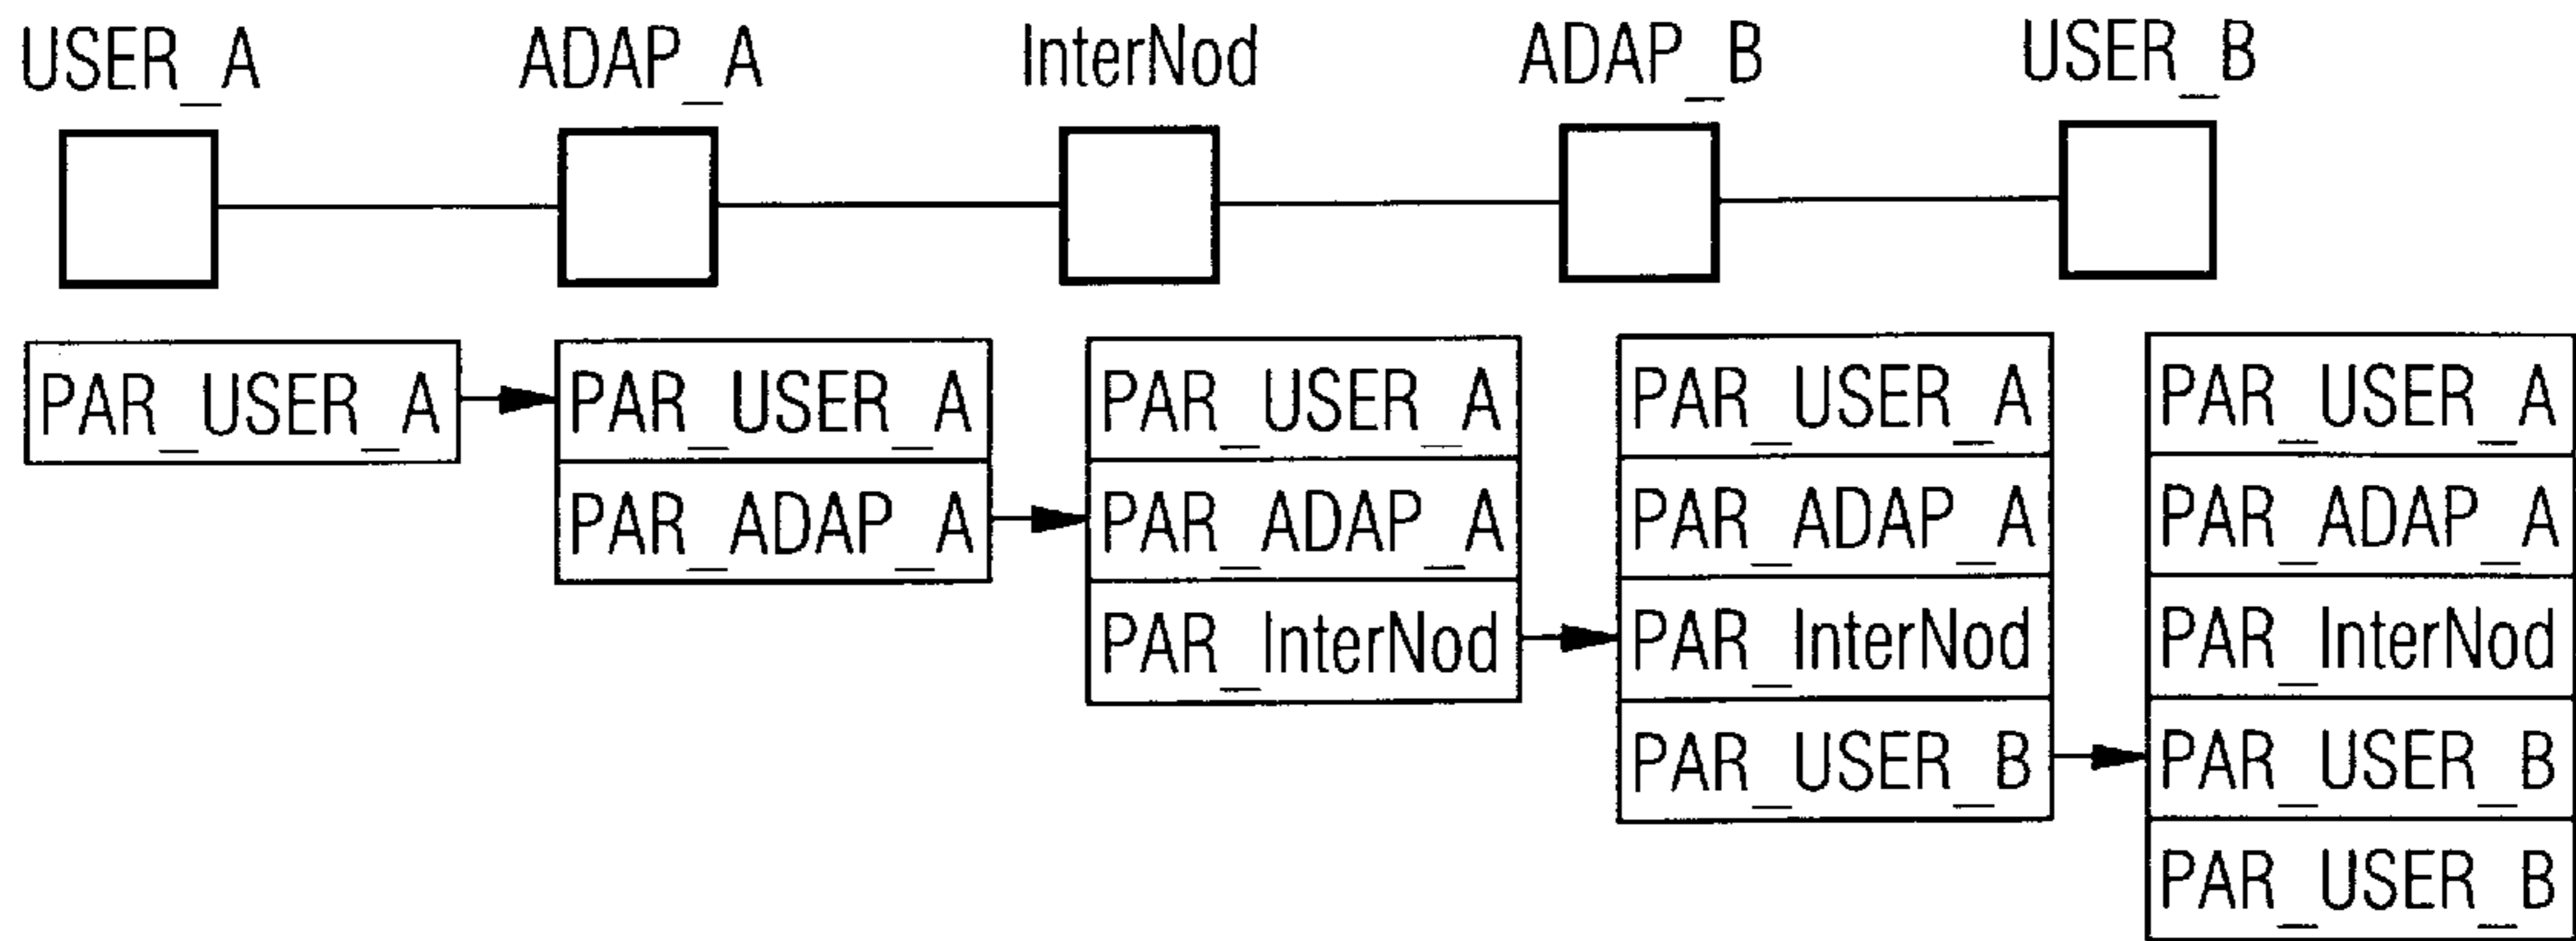 USER_A ADAP_A InterNod ADAP_B USER_B
PAR_USER_A PAR_USER_A PAR_USER_A PAR_USER_A PAR_USER_A
PAR_ADAP_A PAR_ADAP_A PAR_ADAP_A PAR_ADAP_A
PAR_InterNod PAR_InterNod PAR_InterNod
PAR_USER_B PAR_USER_B
PAR_USER_B